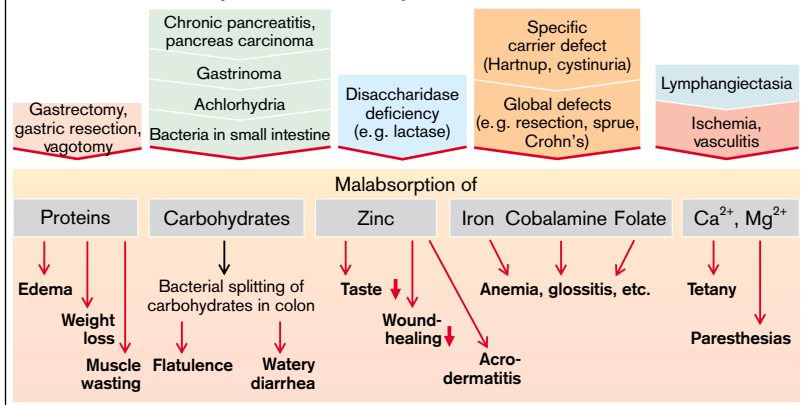 Chronic pancreatitis,
pancreas carcinoma
Gastrinoma
Achlorhydria
Bacteria in small intestine
Gastrectomy,
gastric resection,
vagotomy
Disaccharidase
deficiency
(e.g. lactase)
Specific
carrier defect
(Hartnup, cystinuria)
Global defects
(e.g. resection, sprue,
Crohn's)
Lymphangiectasia
Ischemia,
vasculitis
Malabsorption of
Proteins
Carbohydrates
Zinc
Iron Cobalamine Folate
Ca²⁺, Mg²⁺
Edema
Weight
loss
Muscle
wasting
Bacterial splitting of
carbohydrates in colon
Flatulence
Watery
diarrhea
Taste
Wound-
healing
Acro-
dermatitis
Anemia, glossitis, etc.
Tetany
Paresthesias